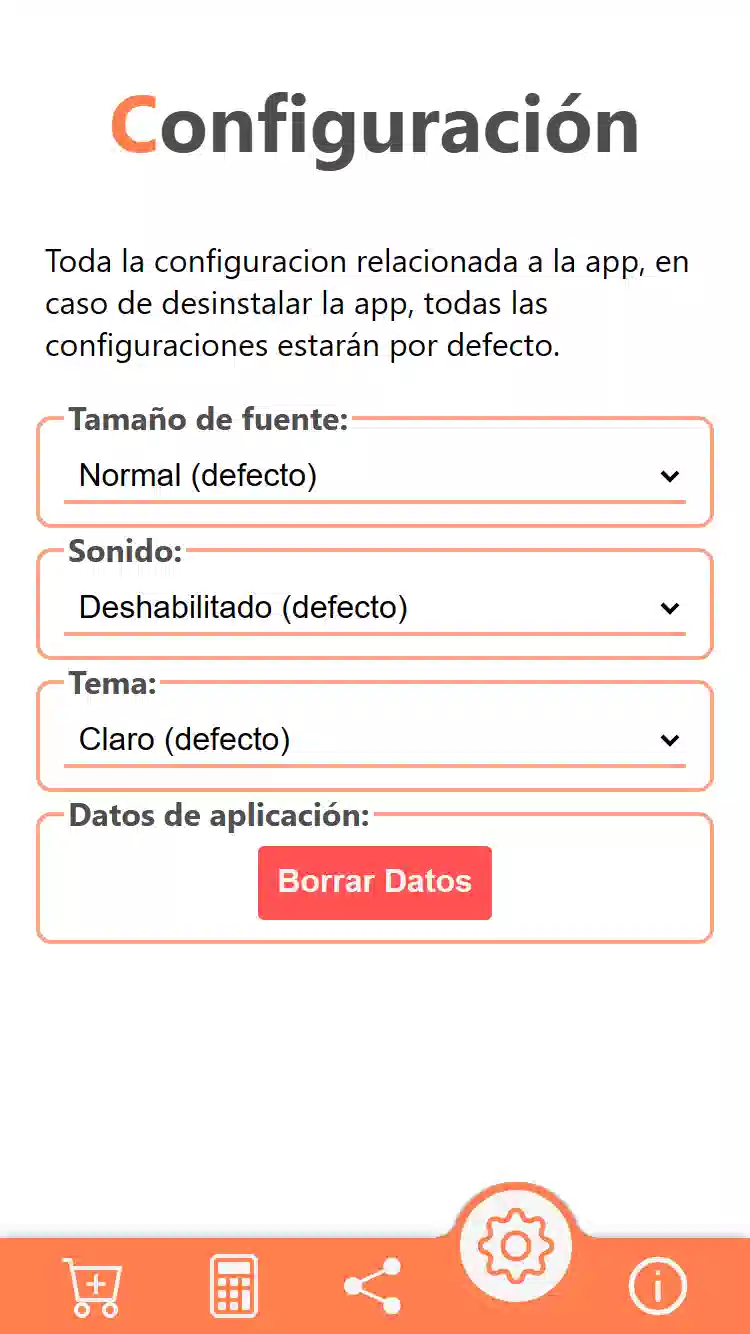 Configuración
Toda la configuracion relacionada a la app, en
caso de desinstalar la app, todas las
configuraciones estarán por defecto.
Tamaño de fuente:
Normal (defecto)
Sonido:
Deshabilitado (defecto)
Tema:
Claro (defecto)
Datos de aplicación:
Borrar Datos